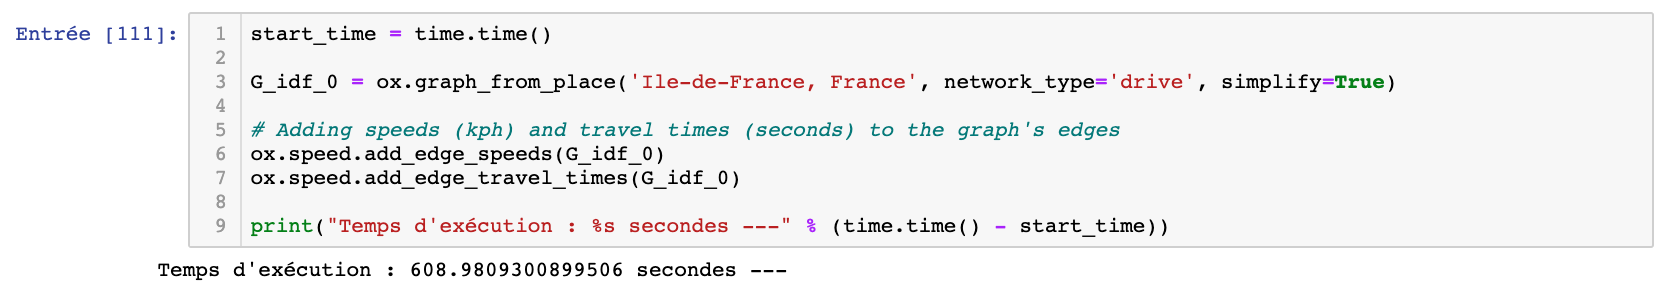 Entrée [111]:
1 start_time = time.time()
2
3 G_idf_0 = ox.graph_from_place('Ile-de-France, France', network_type='drive', simplify=True)
4
5 # Adding speeds (kph) and travel times (seconds) to the graph's edges
6 ox.speed.add_edge_speeds(G_idf_0)
7 ox.speed.add_edge_travel_times(G_idf_0)
8
9 print("Temps d'exécution : %s secondes ---" % (time.time() - start_time))
Temps d'exécution : 608.9809300899506 secondes ---